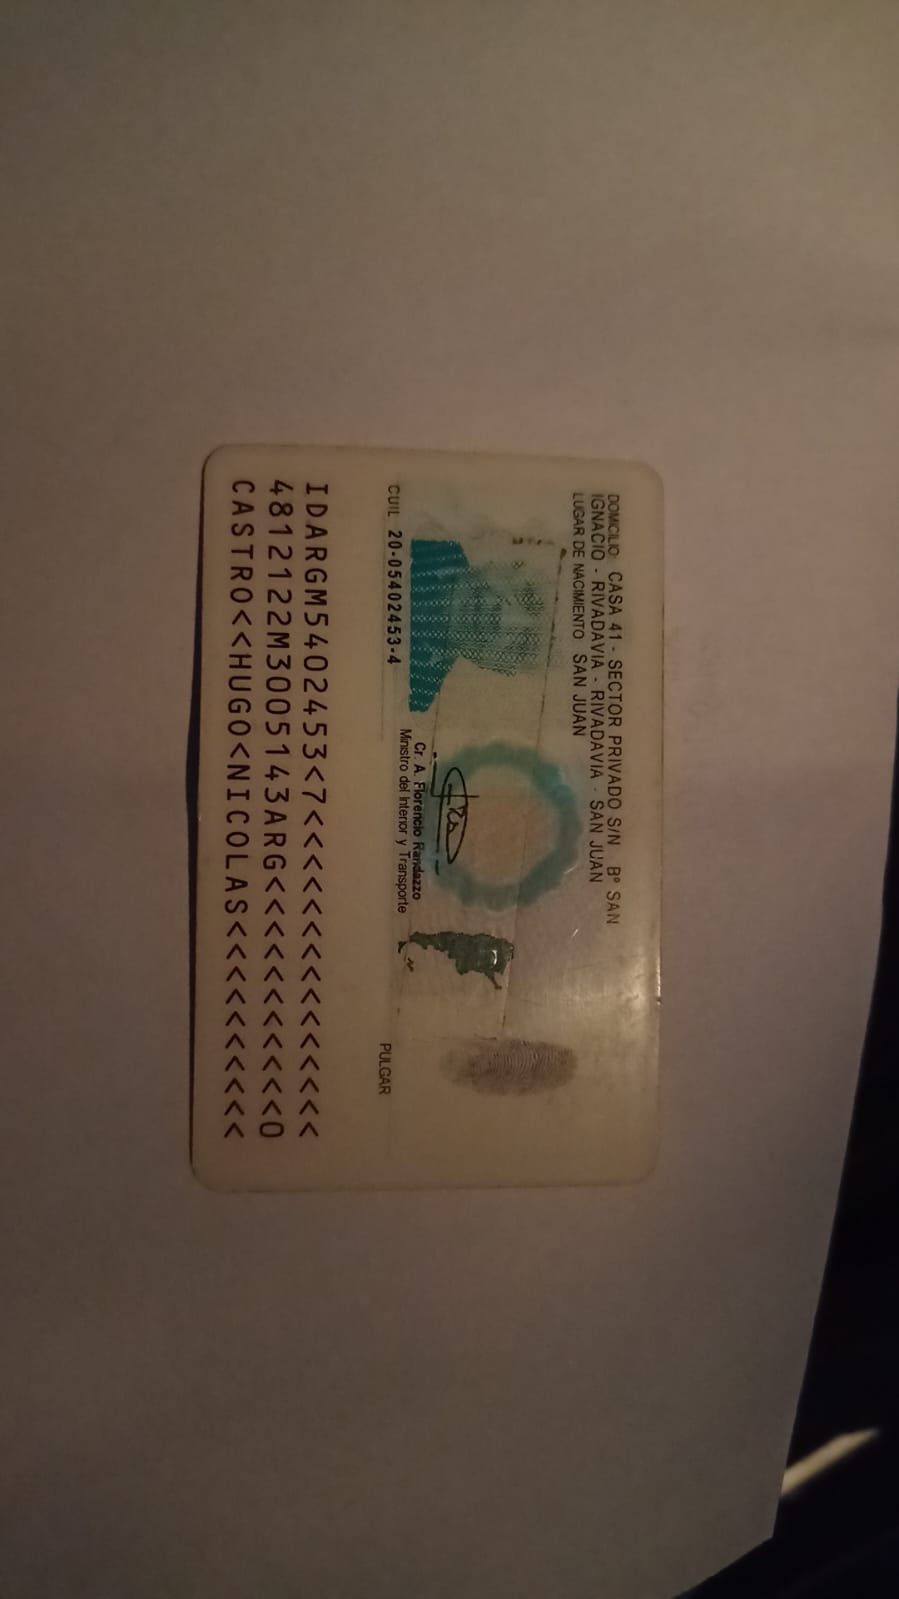 DOMICILIO CASA 41 - SECTOR PRIVADO S/N Bº SAN
IGNACIO - RIVADAVIA - RIVADAVIA - SAN JUAN
LUGAR DE NACIMIENTO SAN JUAN
Cr. A. Florencio Randazzo
Ministro del Interior y Transporte
CUIL 20-05402453-4
PULGAR
IDARGM5402453<7<<<<<<<<<<<<<<<
4812122M3005143ARG<<<<<<<<<<<0
CASTRO<<HUGO<NICOLAS<<<<<<<<<<